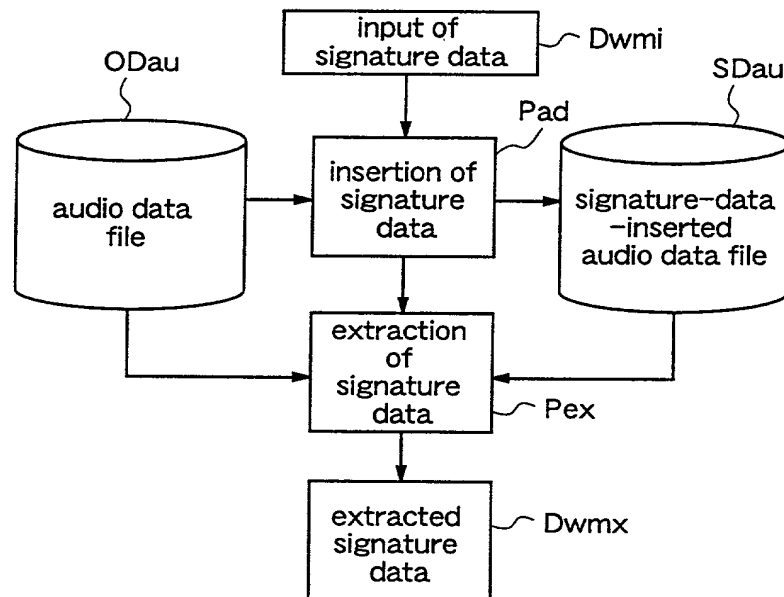 input of
signature data
Dwmi
ODau
SDau
Pad
audio data
file
insertion of
signature
data
signature-data
-inserted
audio data file
extraction
of
signature
data
Pex
extracted
signature
data
Dwmx